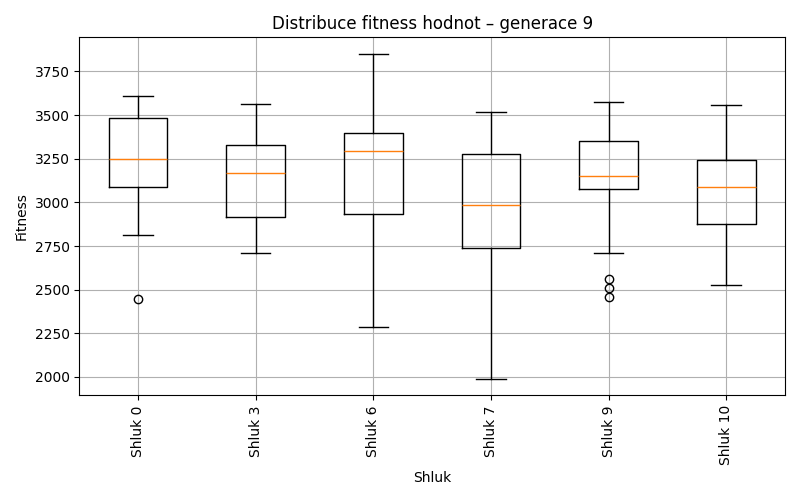 Distribuce fitness hodnot – generace 9
Fitness
3750
3500
3250
3000
2750
2500
2250
2000
Shluk 0
Shluk 3
Shluk 6
Shluk 7
Shluk 9
Shluk 10
Shluk